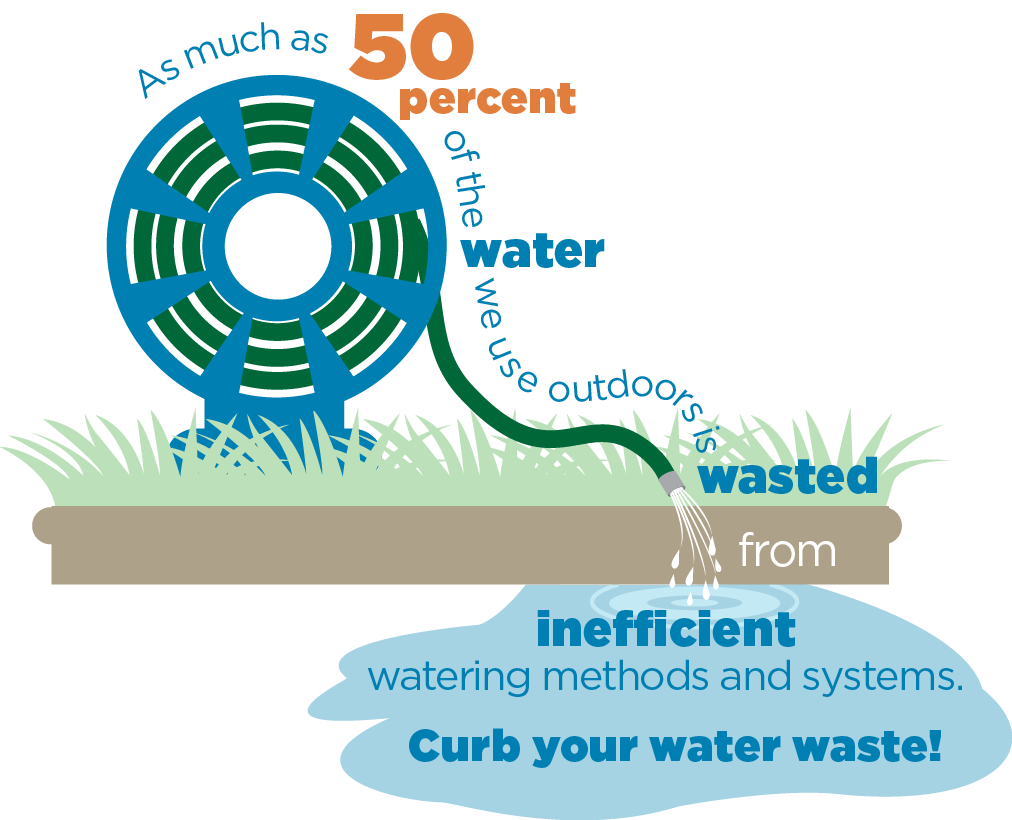 As much as
50
percent
of the
water
we use outdoors is
wasted
from
inefficient
watering methods and systems.
Curb your water waste!